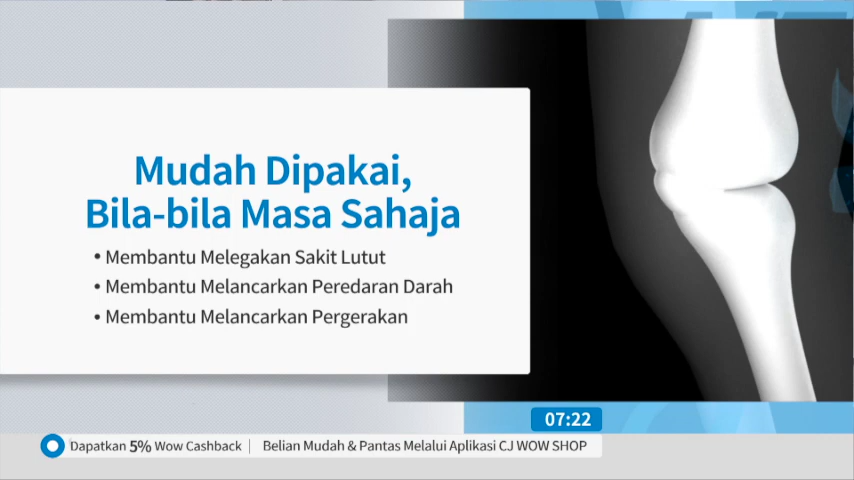 Mudah Dipakai,
Bila-bila Masa Sahaja
• Membantu Melegakan Sakit Lutut
• Membantu Melancarkan Peredaran Darah
• Membantu Melancarkan Pergerakan
07:22
Dapatkan 5% Wow Cashback | Belian Mudah & Pantas Melalui Aplikasi CJ WOW SHOP